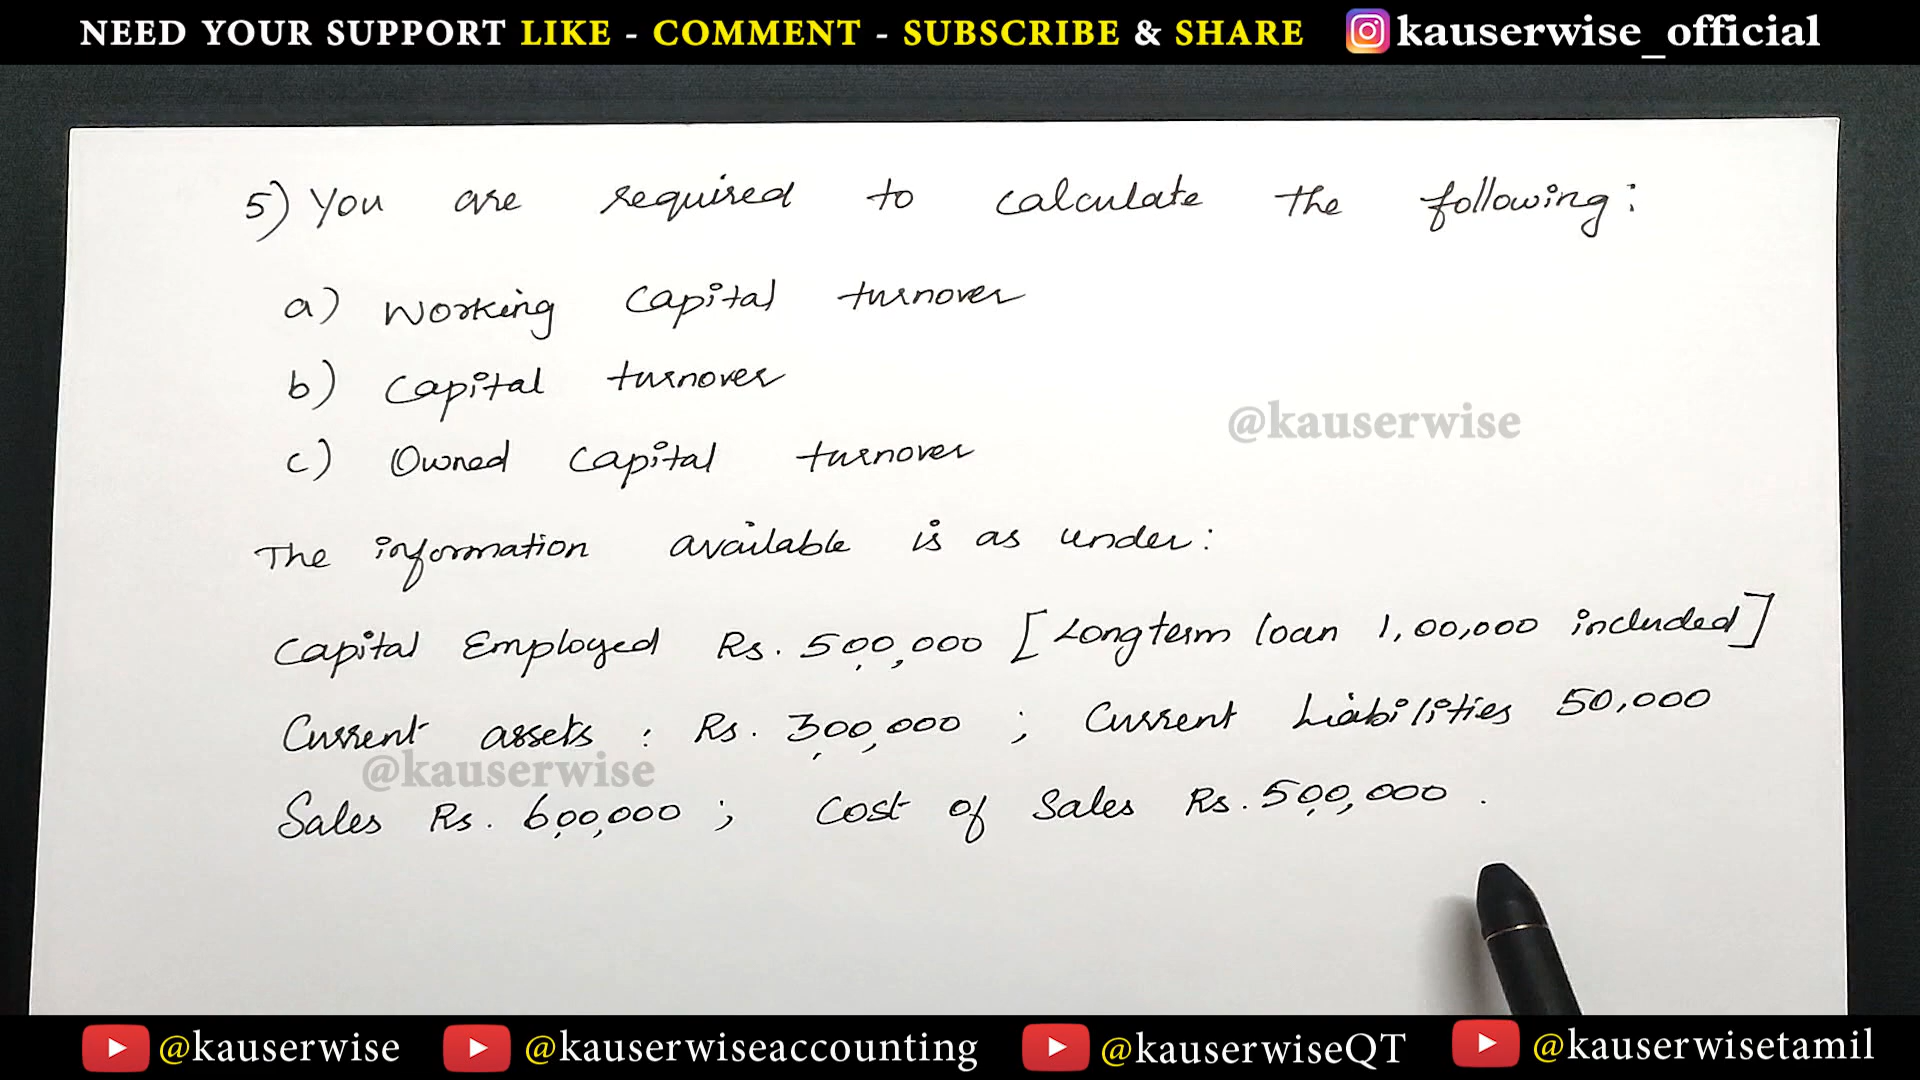 NEED YOUR SUPPORT LIKE - COMMENT - SUBSCRIBE & SHARE kauserwise_official
5) You are required to calculate the following:
a) Working Capital turnover
b) Capital turnover
@kauserwise
c) Owned Capital turnover
The information available is as under:
Capital Employed Rs. 5,00,000 [Longterm loan 1,00,000 included]
Current assets : Rs. 3,00,000 ; Current Liabilities 50,000
@kauserwise
Sales Rs. 6,00,000 ; Cost of Sales Rs. 5,00,000.
@kauserwise @kauserwiseaccounting @kauserwiseQT @kauserwisetamil